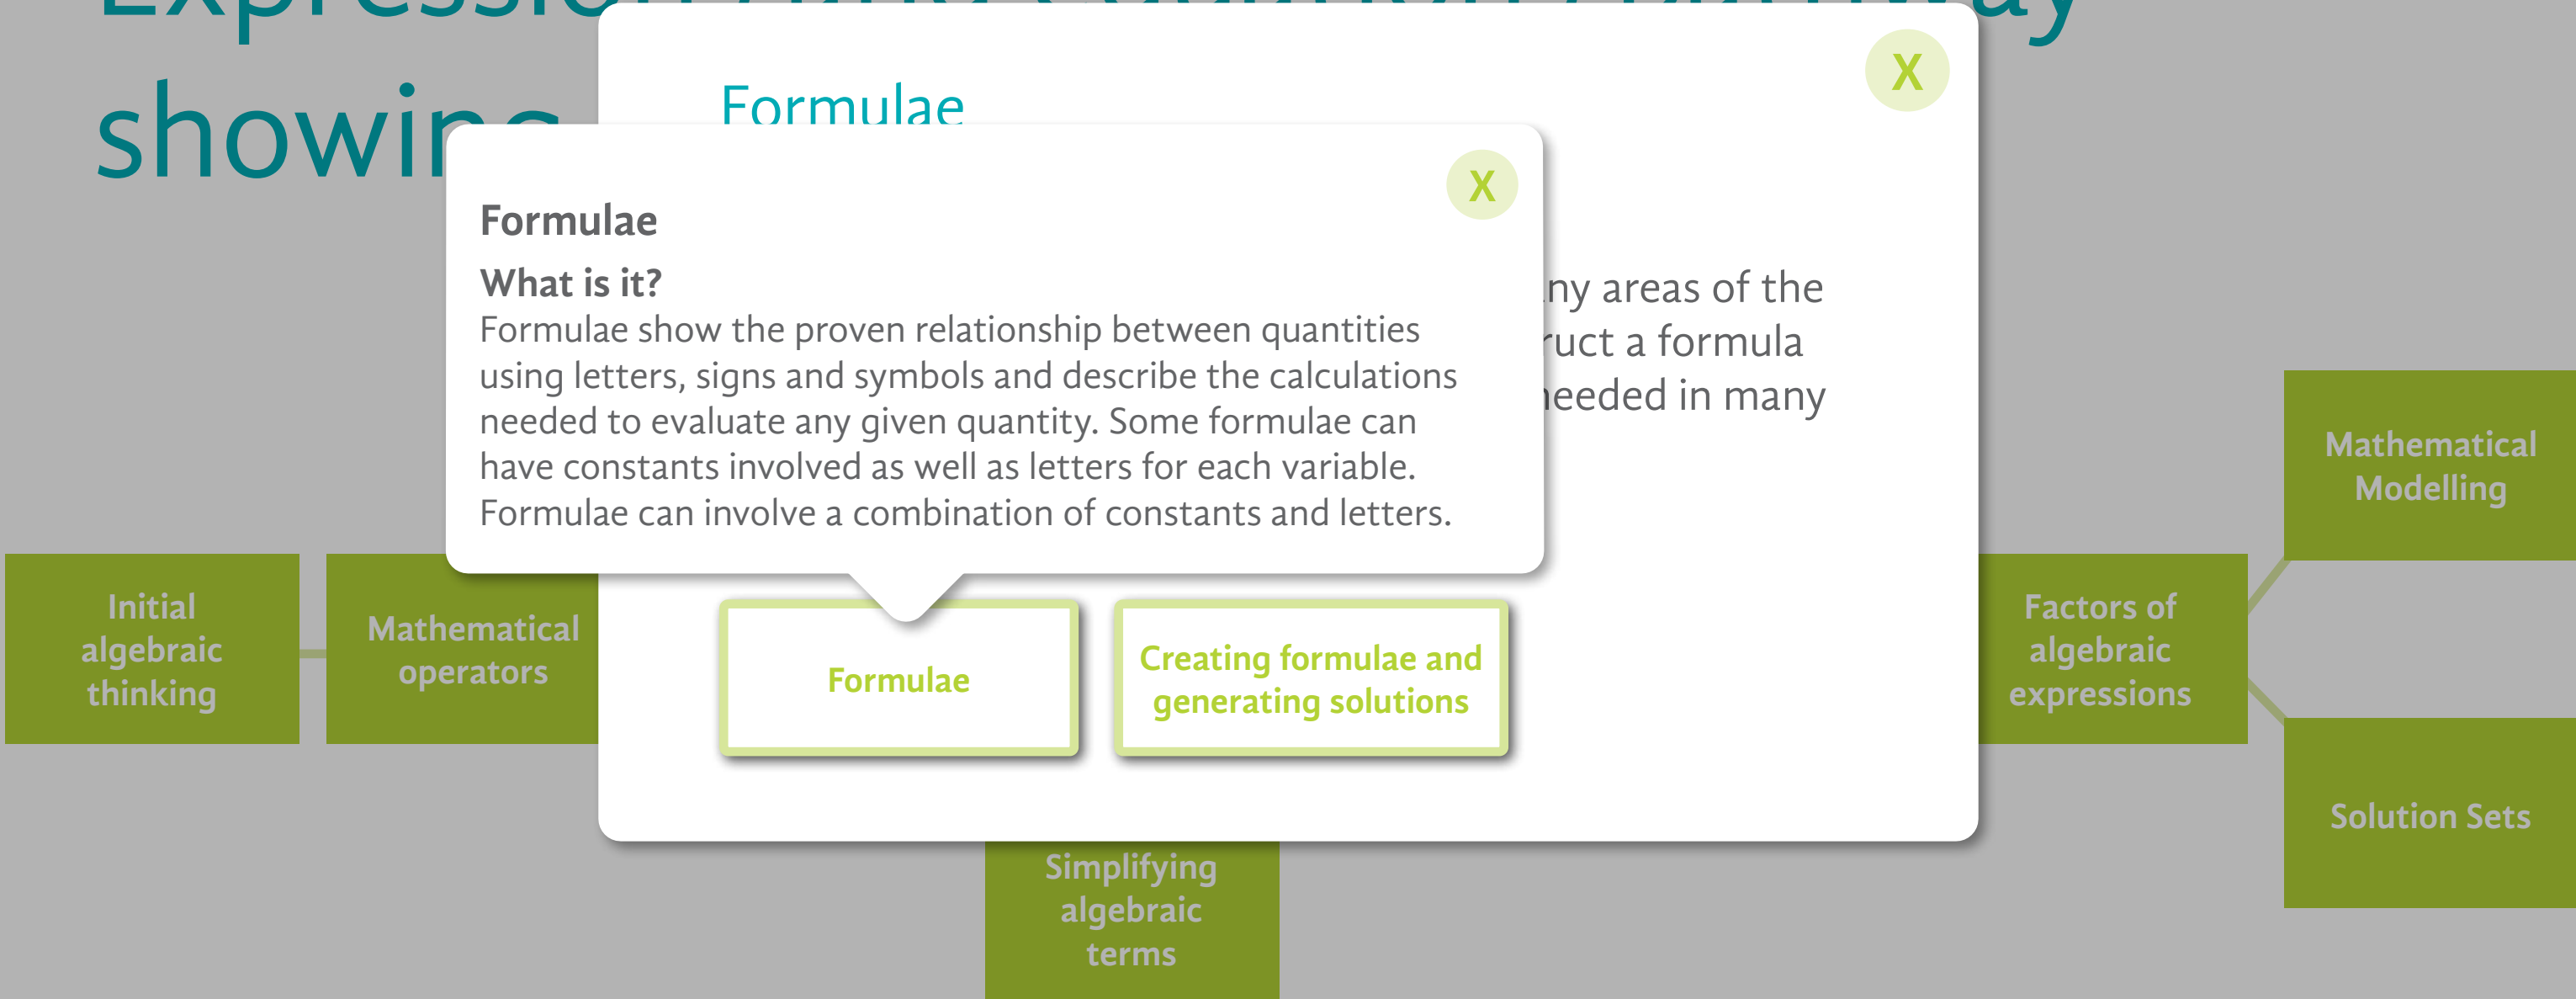 showing
X
Formulae
X
Formulae
What is it?
Formulae show the proven relationship between quantities
using letters, signs and symbols and describe the calculations
needed to evaluate any given quantity. Some formulae can
have constants involved as well as letters for each variable.
Formulae can involve a combination of constants and letters.
areas of the
a formula
needed in many
Initial
algebraic
thinking
Mathematical
operators
Formulae
Creating formulae and
generating solutions
Factors of
algebraic
expressions
Mathematical
Modelling
Solution Sets
Simplifying
algebraic
terms